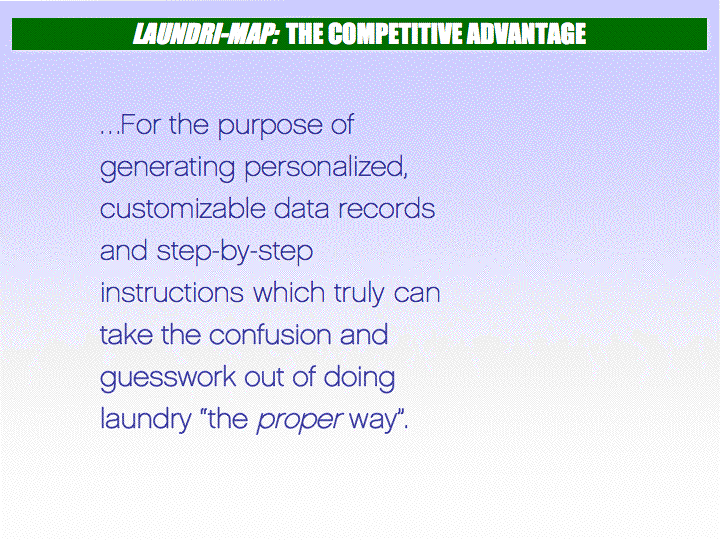 LAUNDRI-MAP: THE COMPETITIVE ADVANTAGE
...For the purpose of
generating personalized,
customizable data records
and step-by-step
instructions which truly can
take the confusion and
guesswork out of doing
laundry “the proper way”.